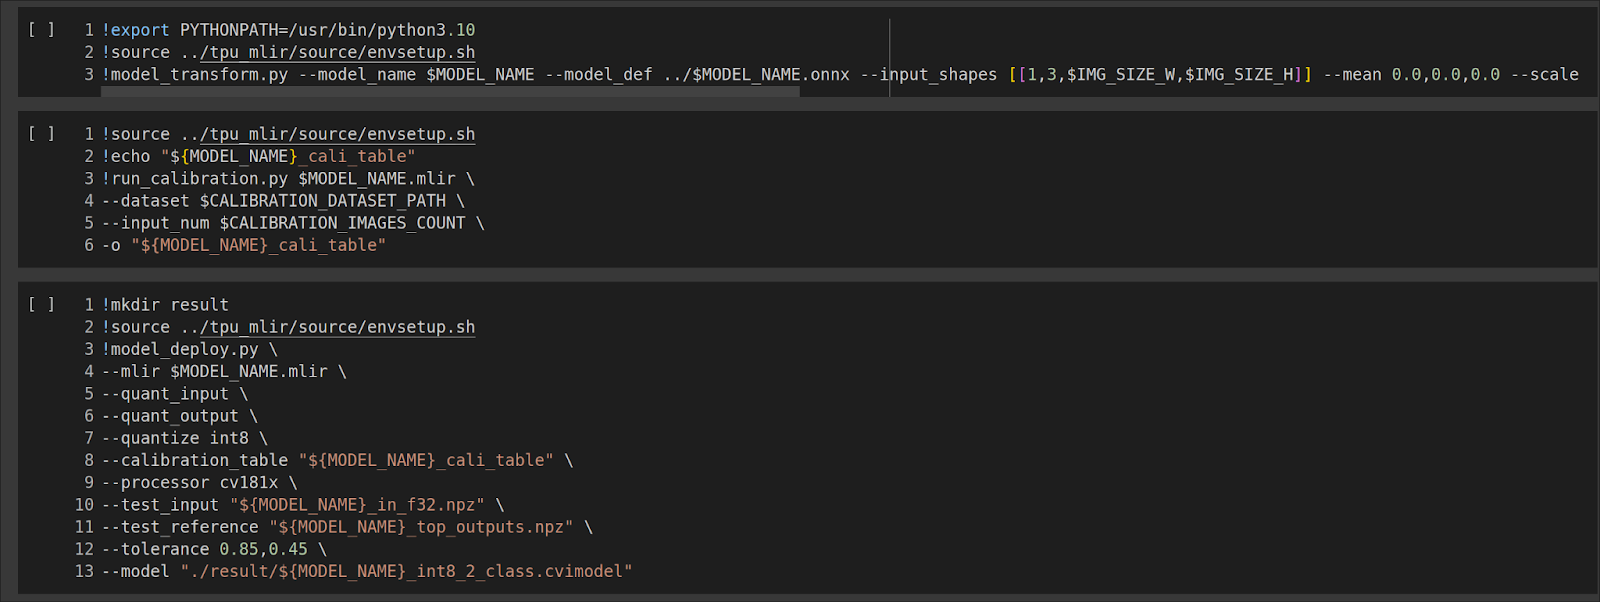 [ ] 1 !export PYTHONPATH=/usr/bin/python3.10
2 !source ../tpu_mlir/source/envsetup.sh
3 !model_transform.py --model_name $MODEL_NAME --model_def ../$MODEL_NAME.onnx --input_shapes [[1,3,$IMG_SIZE_W,$IMG_SIZE_H]] --mean 0.0,0.0,0.0 --scale
[ ] 1 !source ../tpu_mlir/source/envsetup.sh
2 !echo "${MODEL_NAME}_cali_table"
3 !run_calibration.py $MODEL_NAME.mlir \
4 --dataset $CALIBRATION_DATASET_PATH \
5 --input_num $CALIBRATION_IMAGES_COUNT \
6 -o "${MODEL_NAME}_cali_table"
[ ] 1 !mkdir result
2 !source ../tpu_mlir/source/envsetup.sh
3 !model_deploy.py \
4 --mlir $MODEL_NAME.mlir \
5 --quant_input \
6 --quant_output \
7 --quantize int8 \
8 --calibration_table "${MODEL_NAME}_cali_table" \
9 --processor cv181x \
10 --test_input "${MODEL_NAME}_in_f32.npz" \
11 --test_reference "${MODEL_NAME}_top_outputs.npz" \
12 --tolerance 0.85,0.45 \
13 --model "./result/${MODEL_NAME}_int8_2_class.cvimodel"